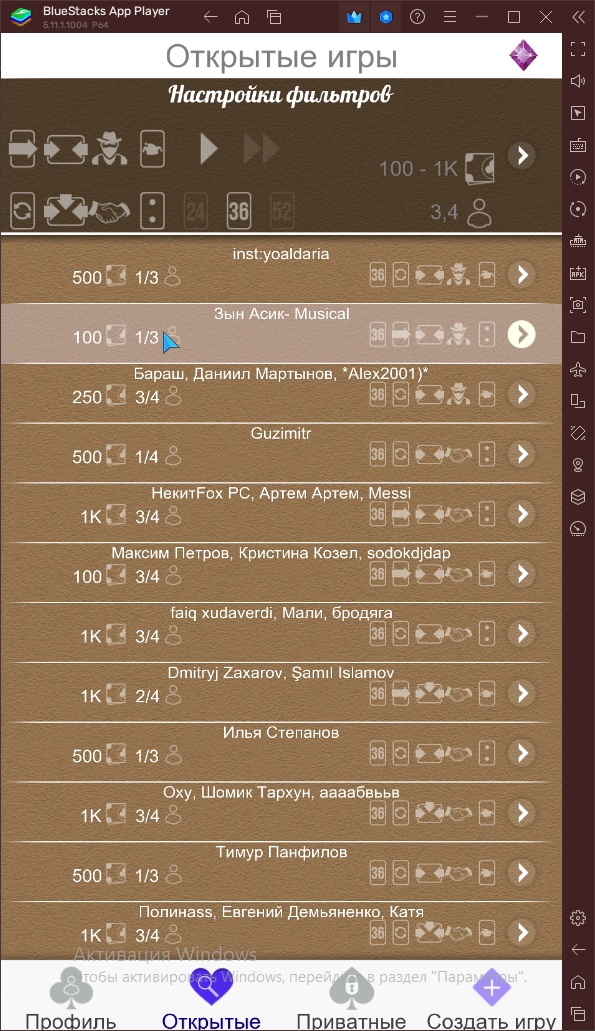 BlueStacks App Player
5.11.1.1004 P64
Открытые игры
Настройки фильтров
100 - 1K
24 36 52
3,4
inst:yoaldaria
500 1/3 36
Зын Асик- Musical
100 1/3 36
Бараш, Даниил Мартынов, *Alex2001)*
250 3/4 36
Guzimitr
500 1/4 36
НекитFox PC, Артем Артем, Messi
1K 3/4 36
Максим Петров, Кристина Козел, sodokdjdap
100 3/4 36
faiq xudaverdi, Мали, бродяга
1K 3/4 36
Dmitryj Zaxarov, Şamıl Islamov
1K 2/4 36
Илья Степанов
500 1/3 36
Оху, Шомик Тархун, аааабвььв
1K 3/4 36
Тимур Панфилов
500 1/3 36
Полинass, Евгений Демьяненко, Катя
1K 3/4 36
Активация Windows
Чтобы активировать Windows, перейдите в раздел "Параметры".
Профиль Открытые Приватные Создать игру